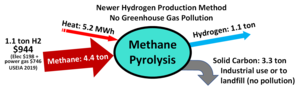 Newer Hydrogen Production Method
No Greenhouse Gas Pollution
Heat: 5.2 MWh
Hydrogen: 1.1 ton
1.1 ton H2
$944
(Elec $198 +
power gas $746
USEIA 2019)
Methane: 4.4 ton
Methane
Pyrolysis
Solid Carbon: 3.3 ton
Industrial use or to
landfill (no pollution)